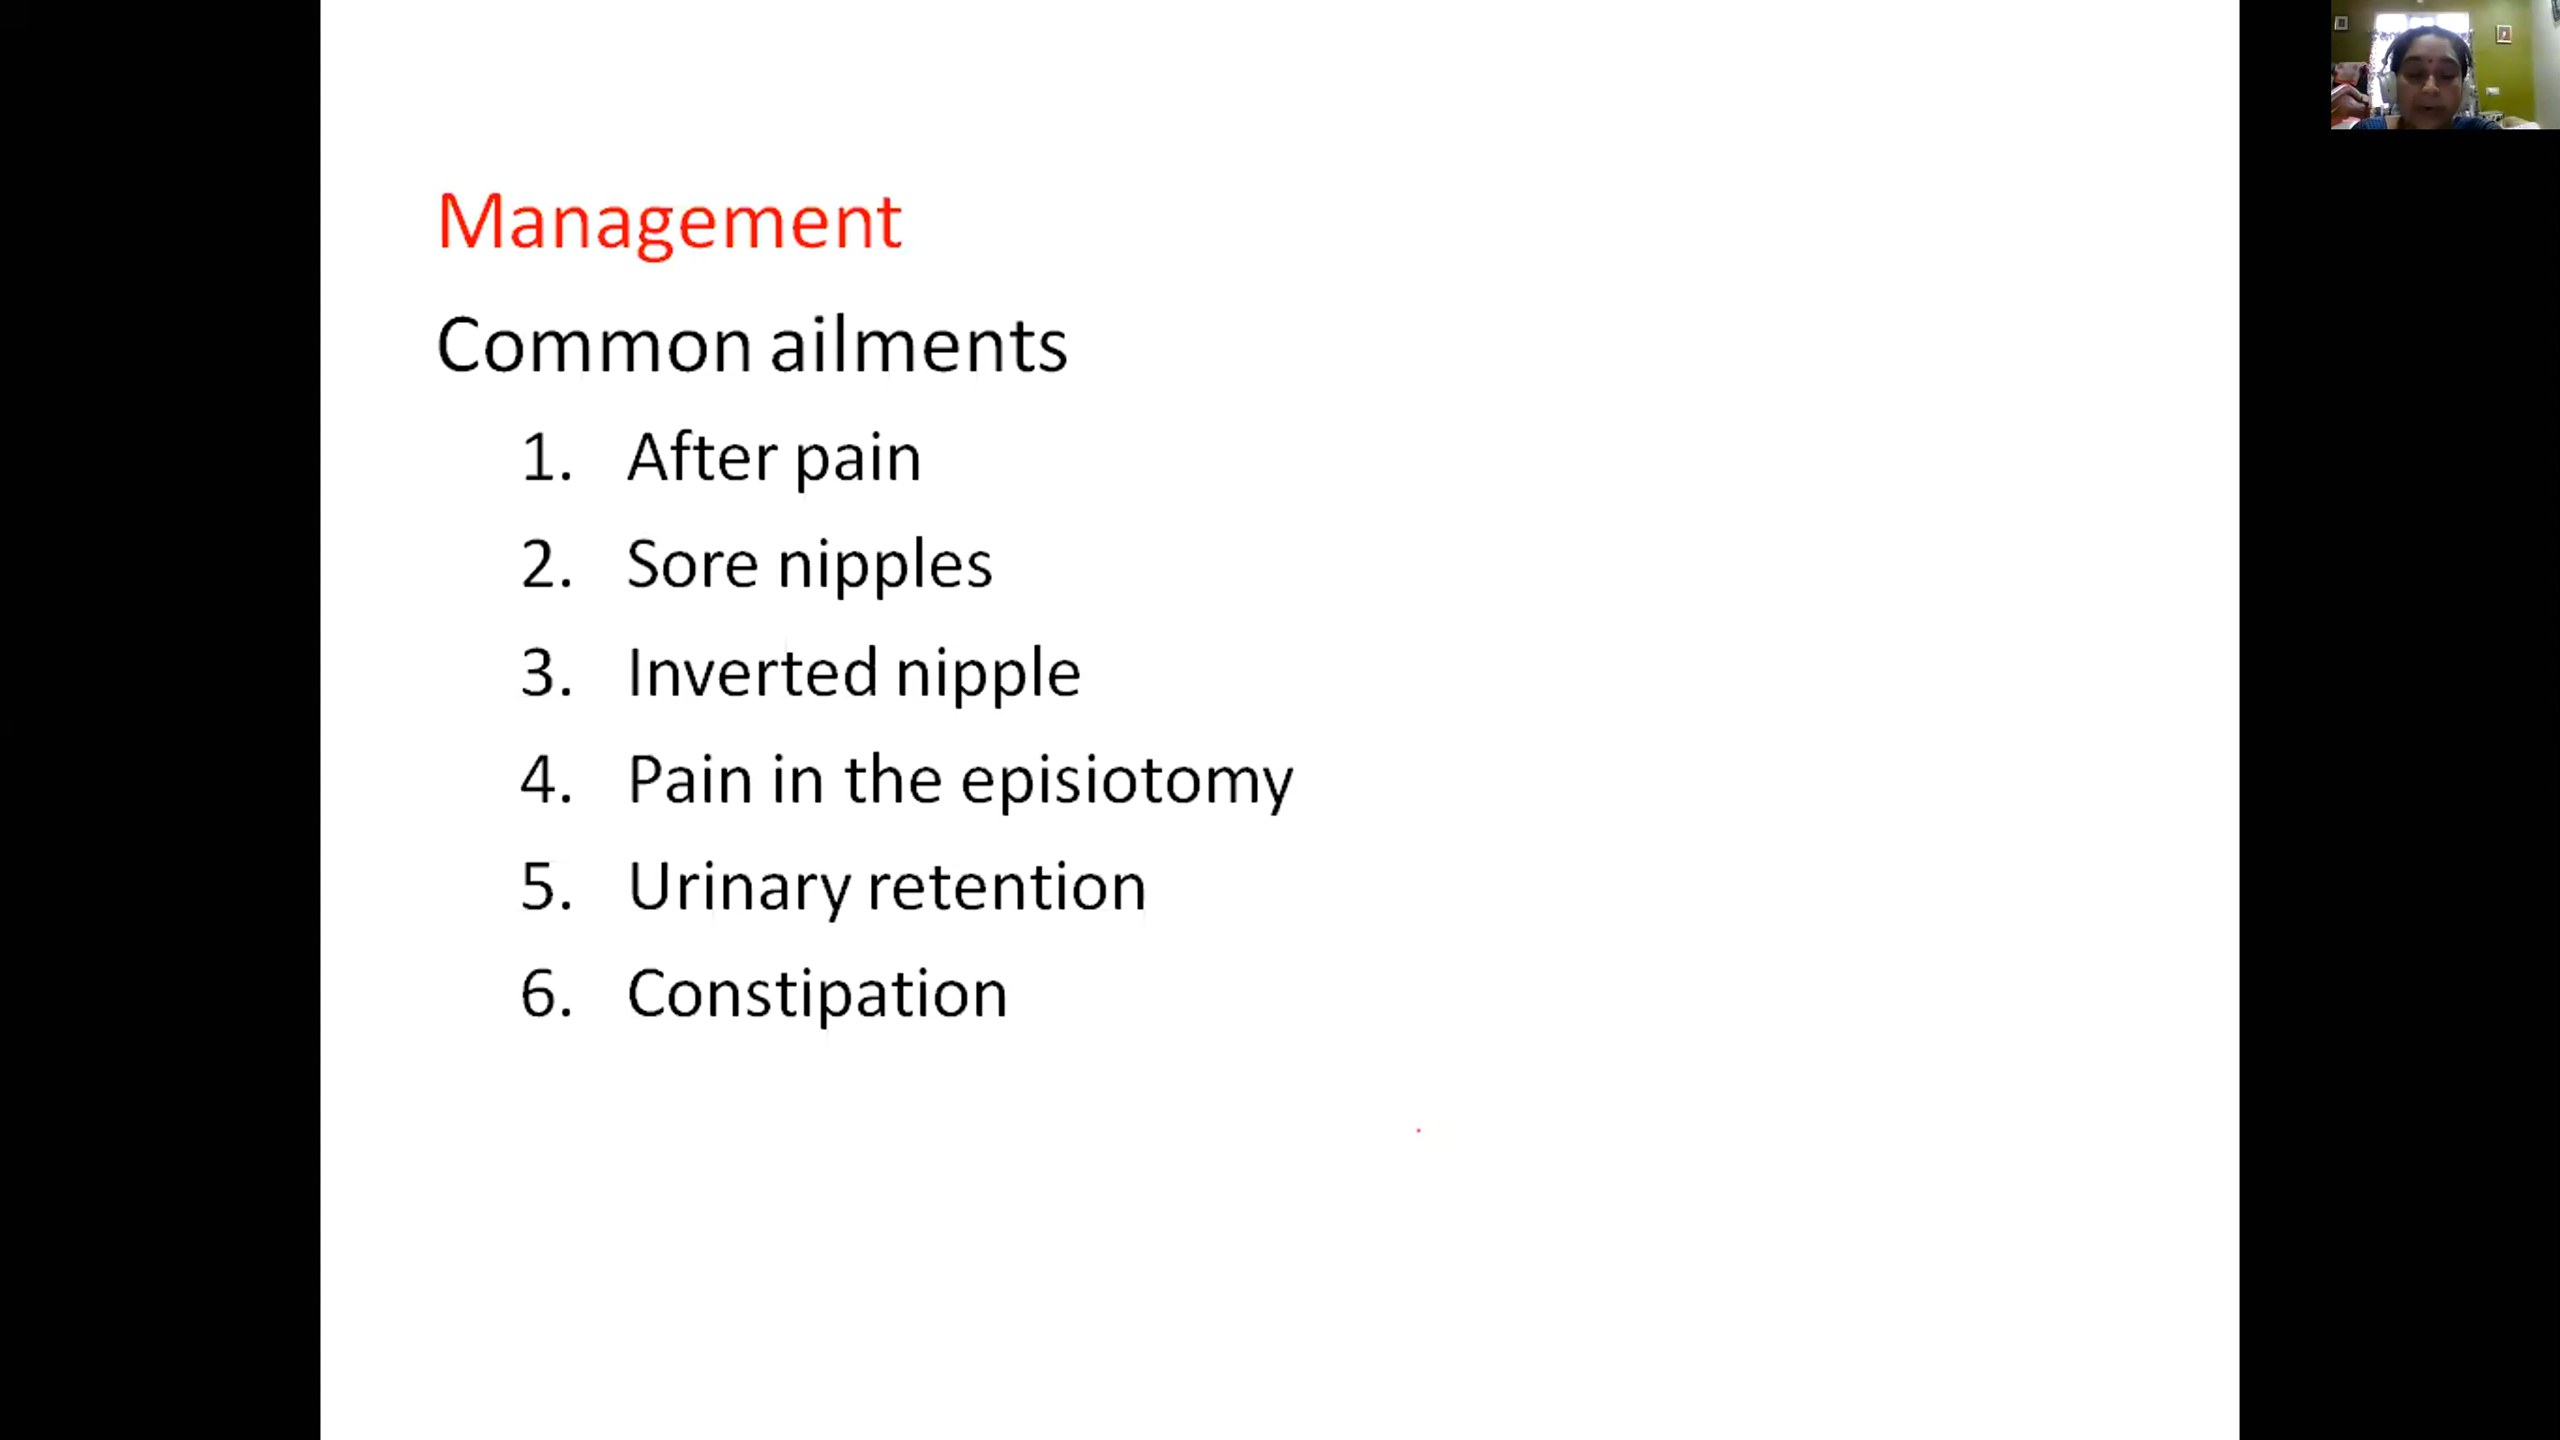 Management
Common ailments
1. After pain
2. Sore nipples
3. Inverted nipple
4. Pain in the episiotomy
5. Urinary retention
6. Constipation